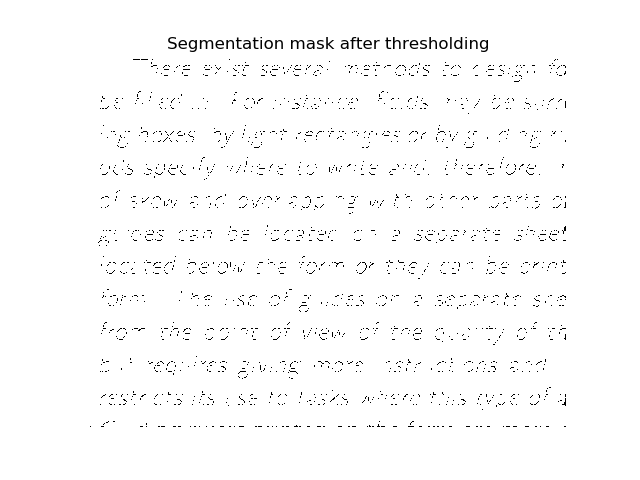 Segmentation mask after thresholding
There exist several methods to design fo
be filled in. For instance, fields may be surr
ing boxes, by light rectangles or by guiding r
ods specify where to write and, therefore,
of skew and overlapping with other parts of
guides can be located on a separate sheet
located below the form or they can be print
form. The use of guides on a separate she
from the point of view of the quality of th
but requires giving more instructions and
restricts its use to tasks where this type of a